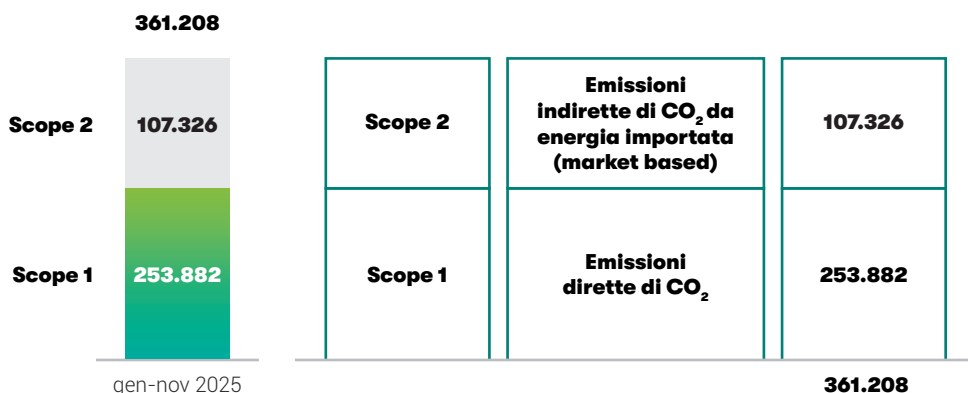 361.208
Scope 2
107.326
Scope 1
253.882
gen-nov 2025
Scope 2
Emissioni
indirette di CO₂ da
energia importata
(market based)
107.326
Scope 1
Emissioni
dirette di CO₂
253.882
361.208